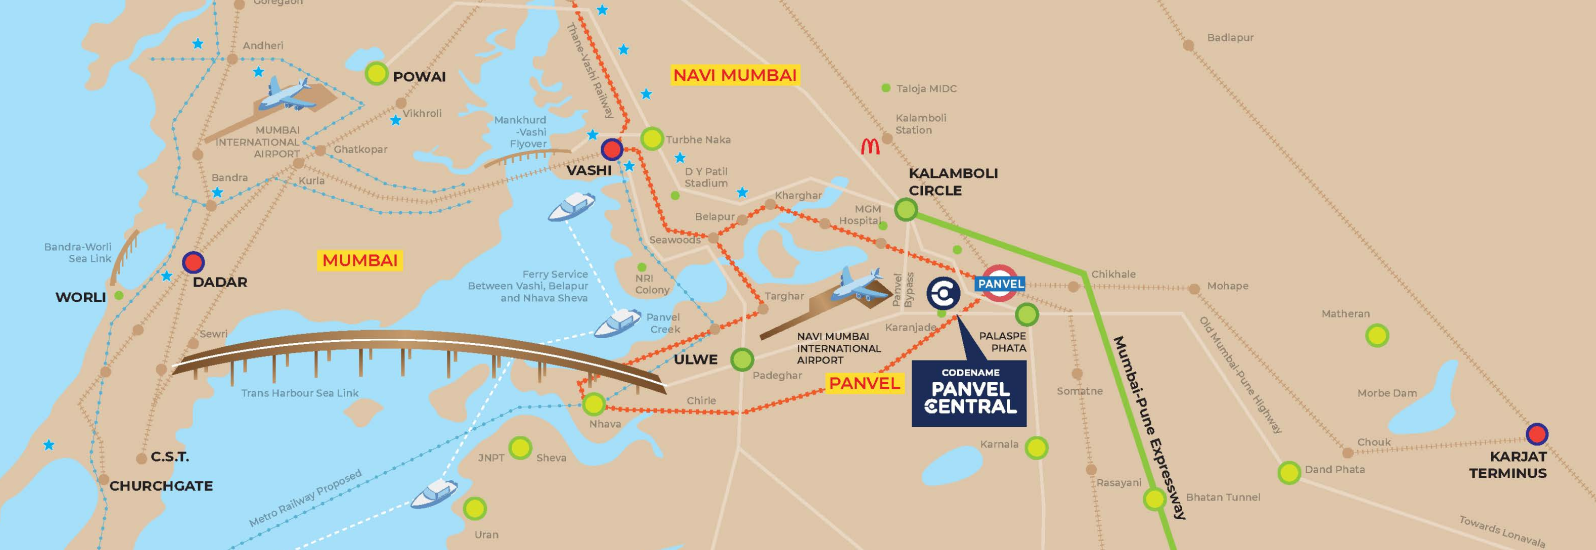 Goregaon
Andheri
POWAI
Vikhroli
MUMBAI
INTERNATIONAL
AIRPORT
Ghatkopar
Bandra
Kurla
Bandra-Worli
Sea Link
DADAR
WORLI
MUMBAI
Sewri
Trans Harbour Sea Link
C.S.T.
CHURCHGATE
Metro Railway Proposed
Mankhurd
-Vashi
Flyover
Thane-Vashi Railway
VASHI
Turbhe Naka
NAVI MUMBAI
D Y Patil
Stadium
Ferry Service
Between Vashi, Belapur
and Nhava Sheva
Seawoods
Belapur
Kharghar
NRI
Colony
Panvel
Creek
Targhar
ULWE
Padeghar
Chirle
Nhava
JNPT
Sheva
Uran
Taloja MIDC
Kalamboli
Station
KALAMBOLI
CIRCLE
MGM
Hospital
Panvel
Bypass
NAVI MUMBAI
INTERNATIONAL
AIRPORT
Karanjade
PANVEL
PANVEL
PALASPE
PHATA
CODENAME
PANVEL
CENTRAL
Karnala
Chikhale
Mohape
Mumbai-Pune Expressway
Old Mumbai-Pune Highway
Somatne
Rasayani
Bhatan Tunnel
Badlapur
Matheran
Morbe Dam
Chouk
Dand Phata
KARJAT
TERMINUS
Towards Lonavala